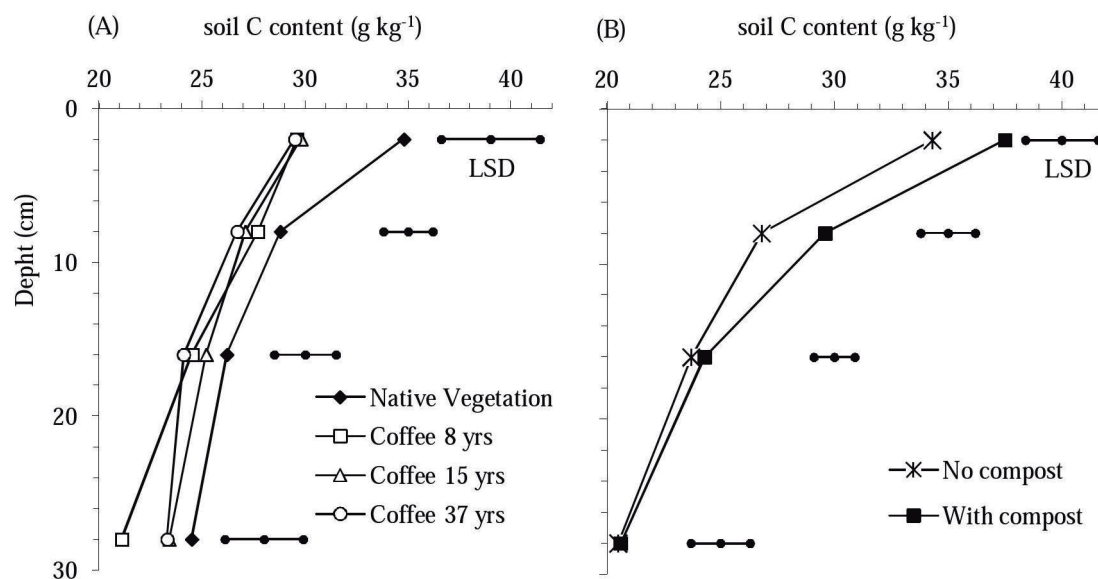 (A) soil C content (g kg-1)
20 25 30 35 40
0
10
20
30
Depht (cm)
LSD
Native Vegetation
Coffee 8 yrs
Coffee 15 yrs
Coffee 37 yrs
(B) soil C content (g kg-1)
20 25 30 35 40
LSD
No compost
With compost